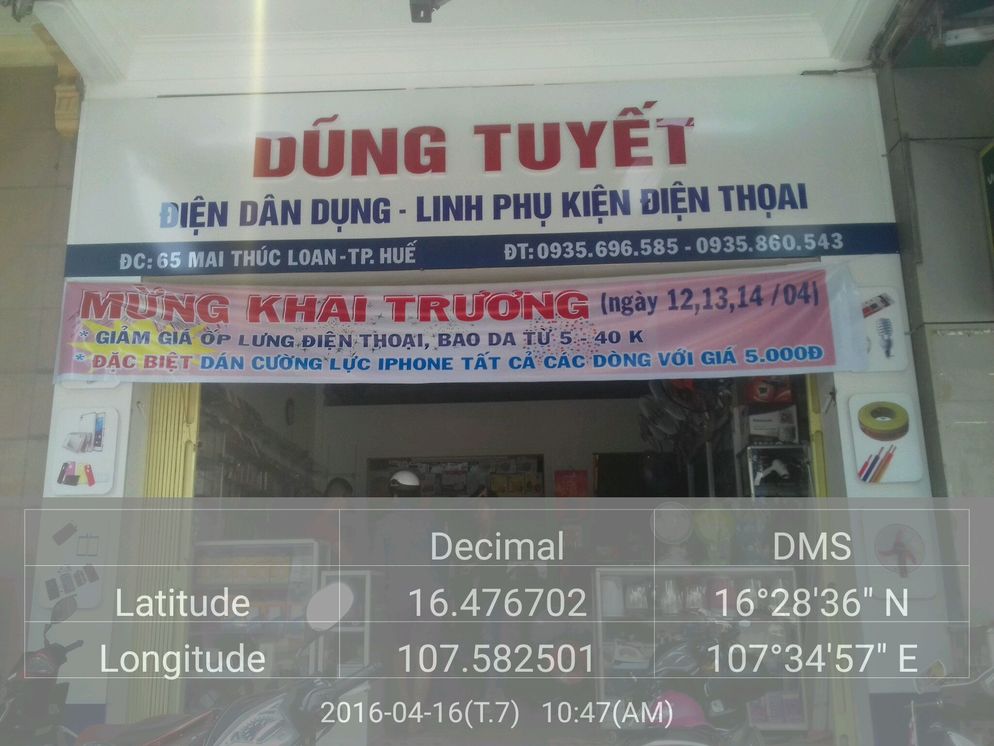 DŨNG TUYẾT
ĐIỆN DÂN DỤNG - LINH PHỤ KIỆN ĐIỆN THỌAI
ĐC: 65 MAI THÚC LOAN - TP. HUẾ ĐT: 0935.696.585 - 0935.860.543
MỪNG KHAI TRƯƠNG (ngày 12,13,14 /04)
* GIẢM GIÁ ỐP LƯNG ĐIỆN THOẠI, BAO DA TỪ 5 - 40 K
* ĐẶC BIỆT DÁN CƯỜNG LỰC IPHONE TẤT CẢ CÁC DÒNG VỚI GIÁ 5.000Đ
Decimal DMS
Latitude 16.476702 16°28'36" N
Longitude 107.582501 107°34'57" E
2016-04-16(T.7) 10:47(AM)